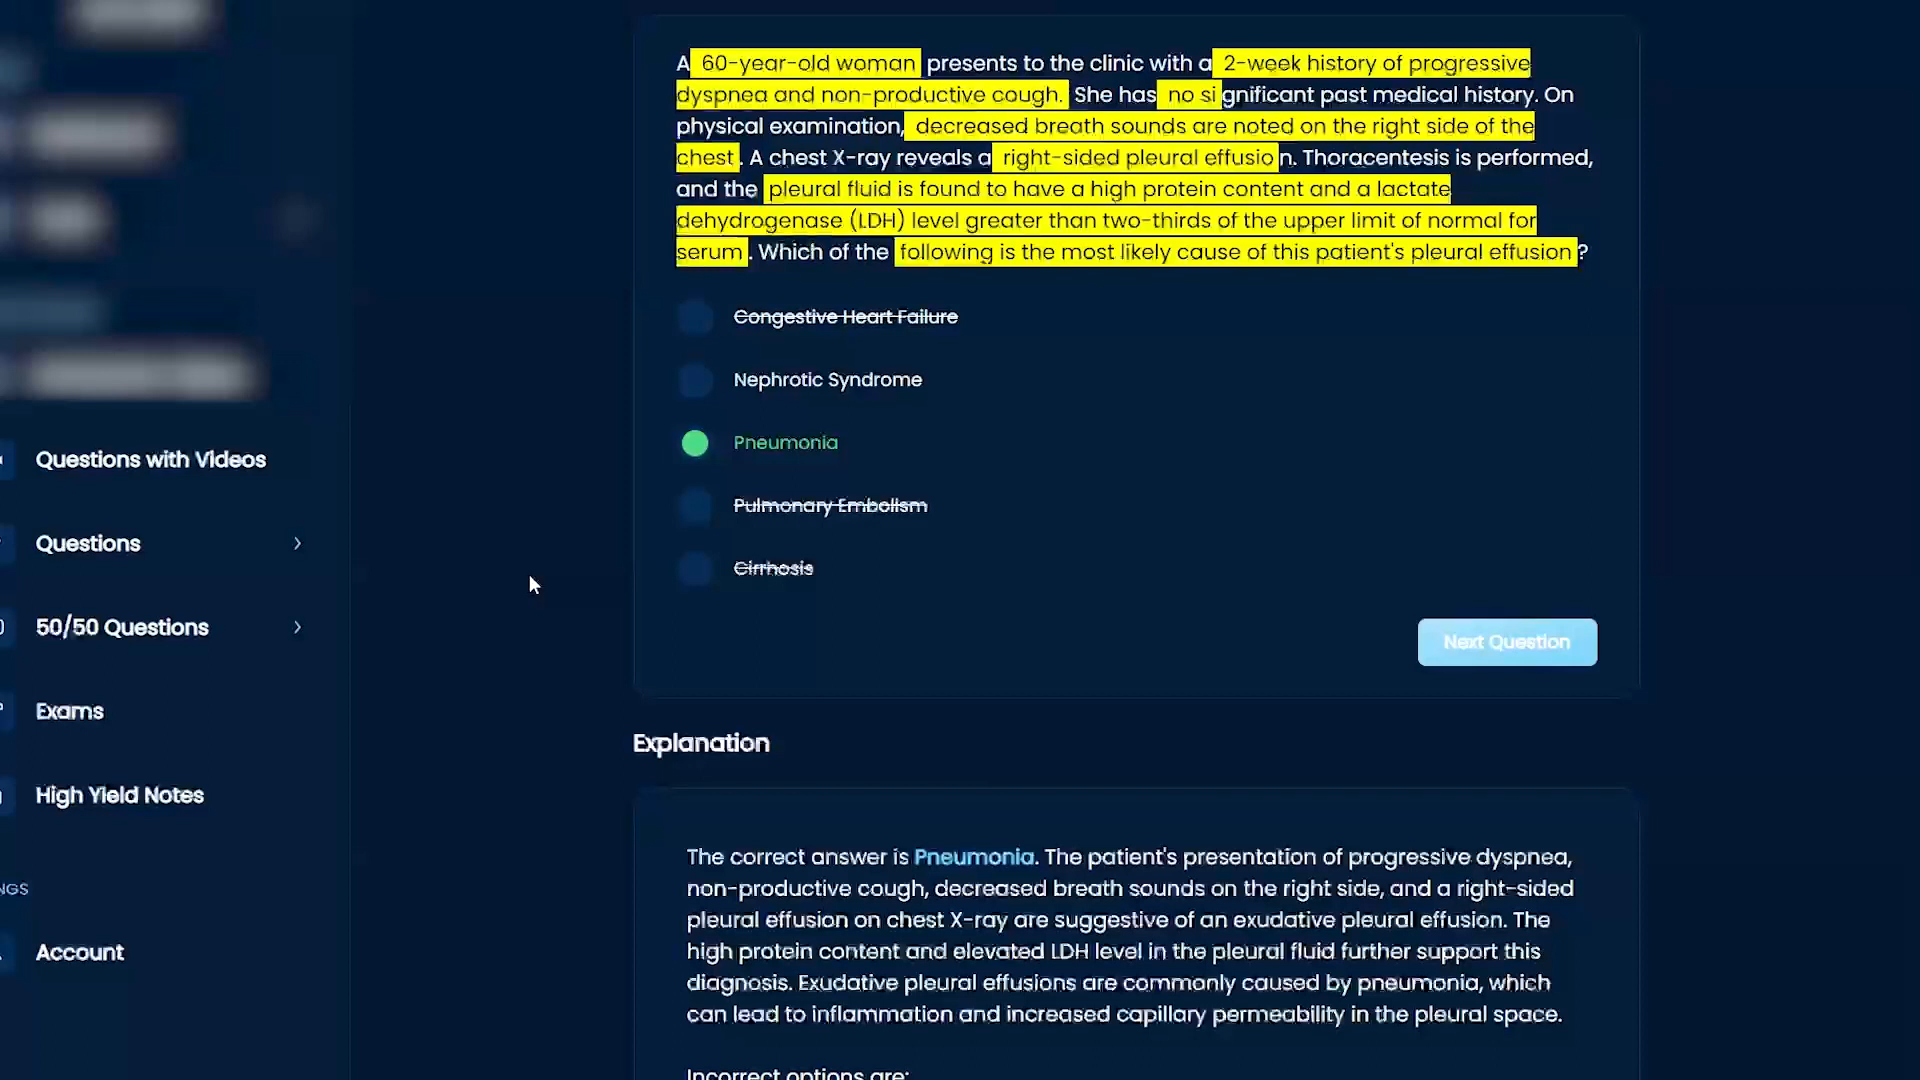 A 60-year-old woman presents to the clinic with a 2-week history of progressive
dyspnea and non-productive cough. She has no significant past medical history. On
physical examination, decreased breath sounds are noted on the right side of the
chest. A chest X-ray reveals a right-sided pleural effusion. Thoracentesis is performed,
and the pleural fluid is found to have a high protein content and a lactate
dehydrogenase (LDH) level greater than two-thirds of the upper limit of normal for
serum. Which of the following is the most likely cause of this patient's pleural effusion?
Congestive Heart Failure
Nephrotic Syndrome
Pneumonia
Pulmonary Embolism
Cirrhosis
Next Question
Questions with Videos
Questions
50/50 Questions
Exams
High Yield Notes
NGS
Account
Explanation
The correct answer is Pneumonia. The patient's presentation of progressive dyspnea,
non-productive cough, decreased breath sounds on the right side, and a right-sided
pleural effusion on chest X-ray are suggestive of an exudative pleural effusion. The
high protein content and elevated LDH level in the pleural fluid further support this
diagnosis. Exudative pleural effusions are commonly caused by pneumonia, which
can lead to inflammation and increased capillary permeability in the pleural space.
Incorrect options are: